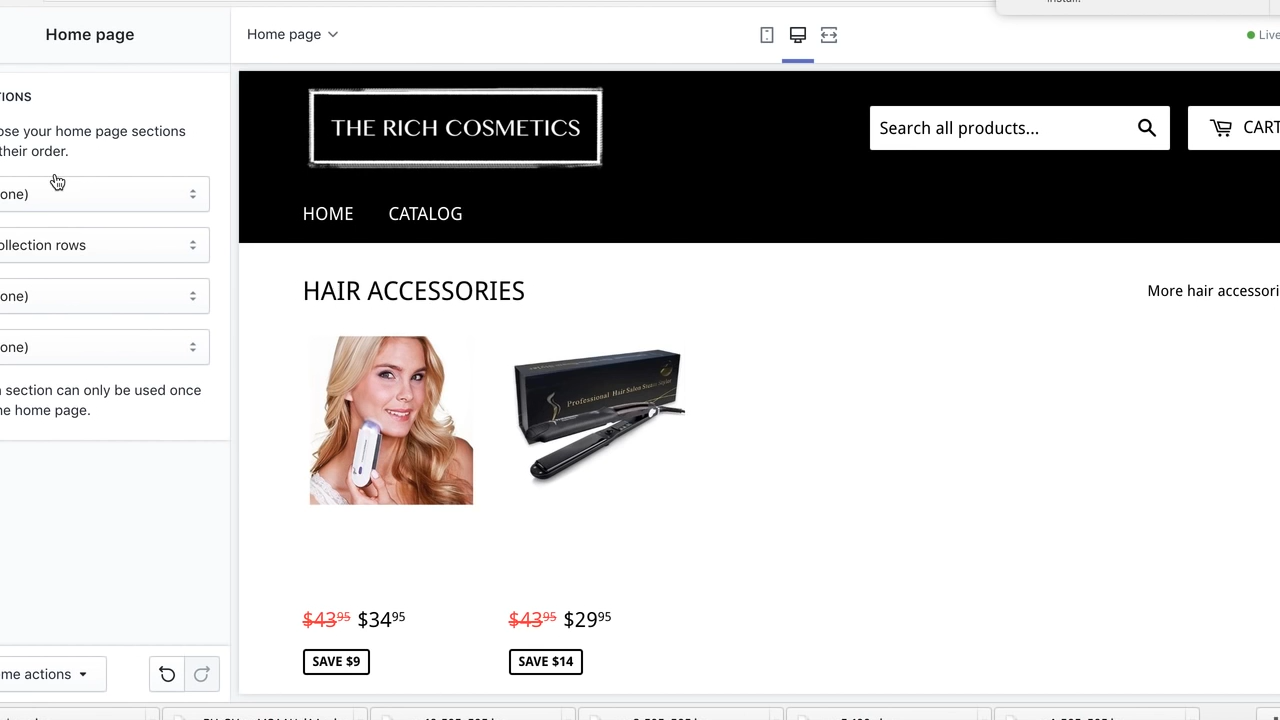 Home page
Home page
Live
IONS
ose your home page sections
their order.
one)
ollection rows
one)
one)
section can only be used once
ne home page.
me actions
THE RICH COSMETICS
Search all products...
CART
HOME CATALOG
HAIR ACCESSORIES
More hair accessori
Professional Hair Salon Steam Styler
$43 95 $34 95
$43 95 $29 95
SAVE $9
SAVE $14